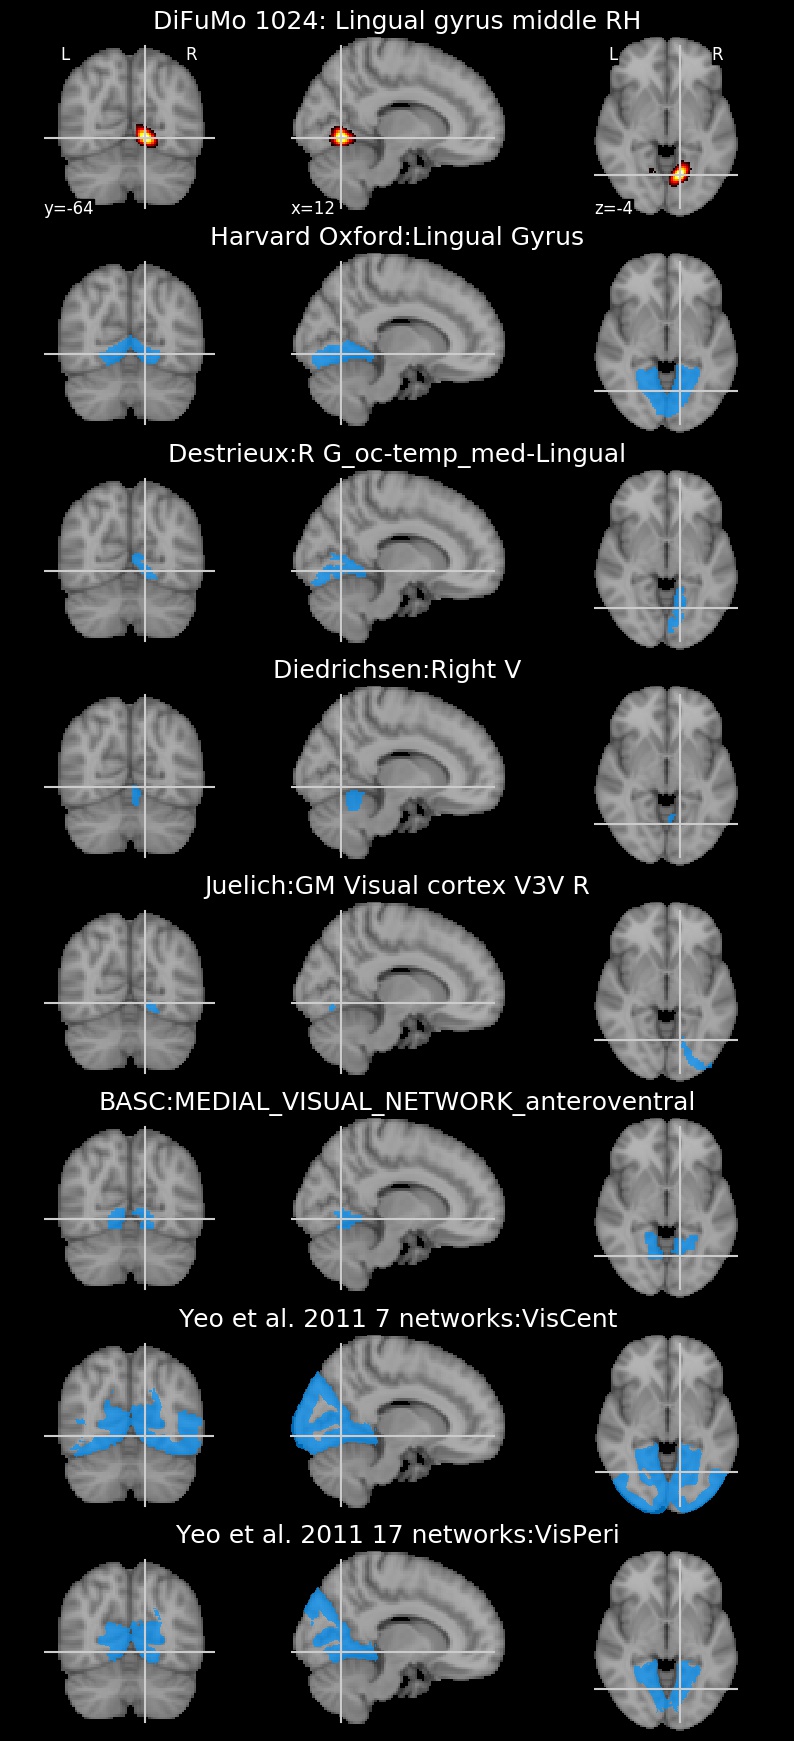 DiFuMo 1024: Lingual gyrus middle RH
L R L R
y=-64 x=12 z=-4
Harvard Oxford:Lingual Gyrus
Destrieux:R G_oc-temp_med-Lingual
Diedrichsen:Right V
Juelich:GM Visual cortex V3V R
BASC:MEDIAL_VISUAL_NETWORK_anteroventral
Yeo et al. 2011 7 networks:VisCent
Yeo et al. 2011 17 networks:VisPeri